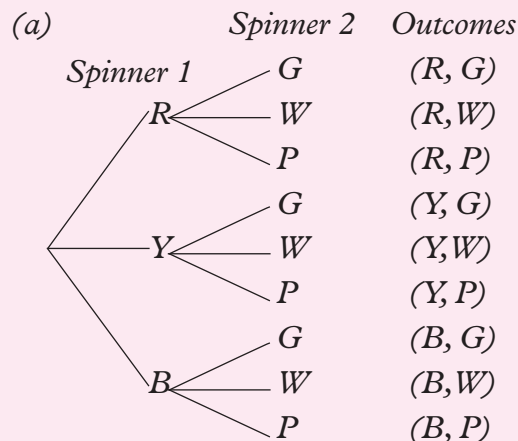 (a) Spinner 2 Outcomes
Spinner 1 G (R, G)
R W (R,W)
P (R, P)
G (Y, G)
Y W (Y,W)
P (Y, P)
G (B, G)
B W (B,W)
P (B, P)